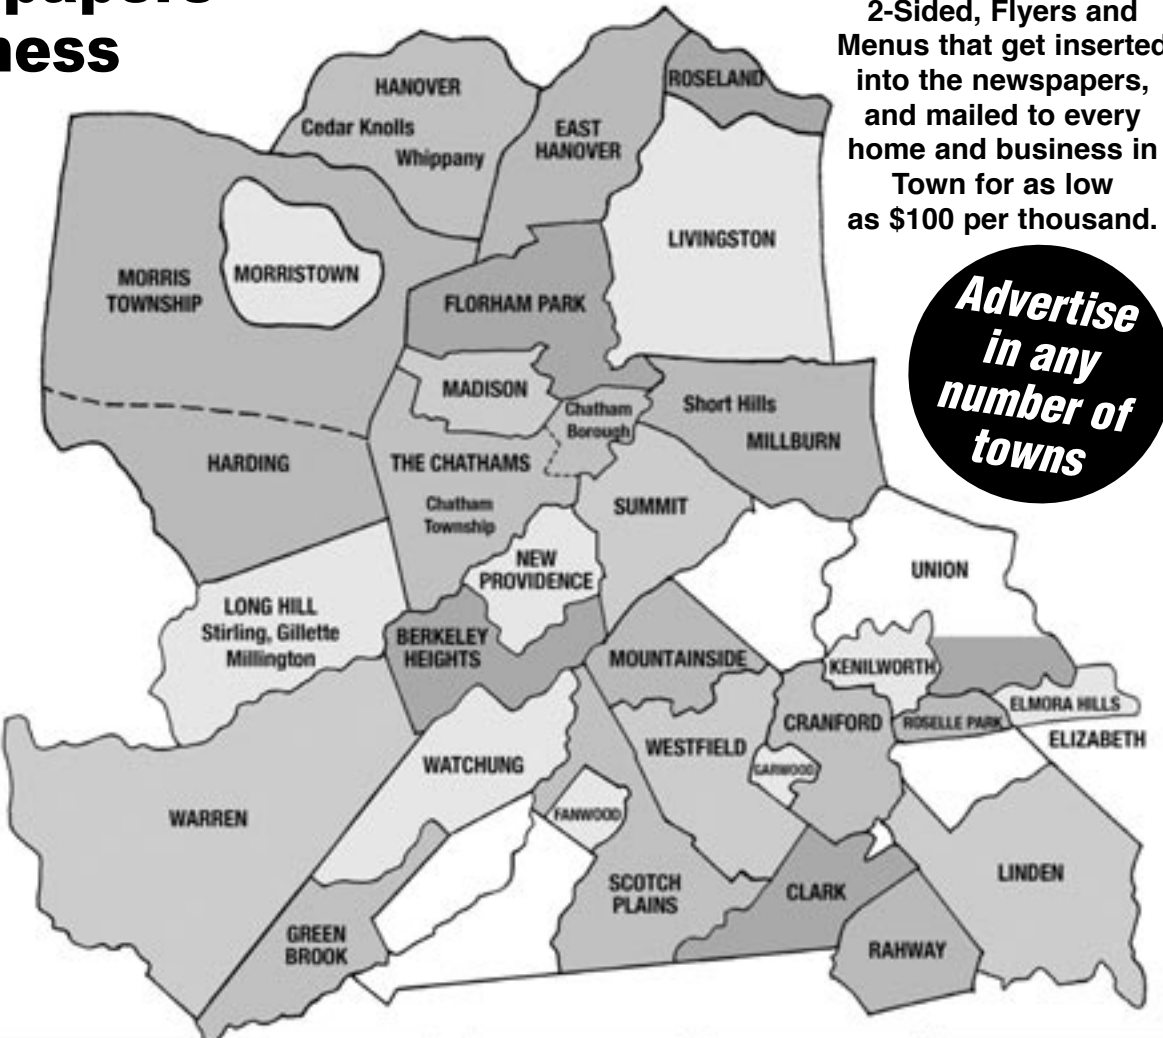 ness
2-Sided, Flyers and
Menus that get inserted
into the newspapers,
and mailed to every
home and business in
Town for as low
as $100 per thousand.
Advertise
in any
number of
towns
HANOVER
Cedar Knolls
Whippany
EAST
HANOVER
ROSELAND
LIVINGSTON
MORRIS
TOWNSHIP
MORRISTOWN
FLORHAM PARK
MADISON
Chatham
Borough
Short Hills
MILLBURN
HARDING
THE CHATHAMS
Chatham
Township
SUMMIT
NEW
PROVIDENCE
UNION
LONG HILL
Stirling, Gillette
Millington
BERKELEY
HEIGHTS
MOUNTAINSIDE
KENILWORTH
ELMORA HILLS
ELIZABETH
CRANFORD
ROSELLE PARK
WESTFIELD
GARWOOD
WATCHUNG
WARREN
FANWOOD
SCOTCH
PLAINS
CLARK
LINDEN
GREEN
BROOK
RAHWAY